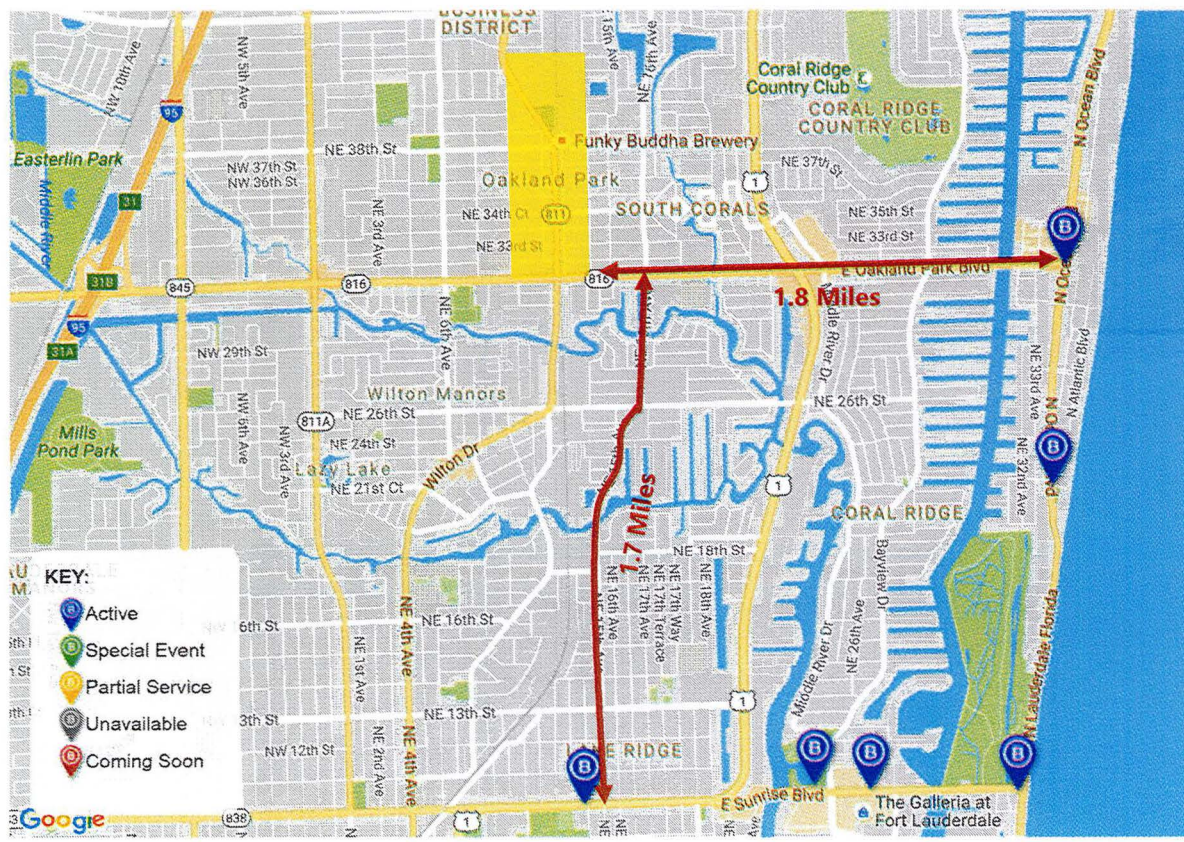 BUSINESS
DISTRICT
NE 15th Ave
NE 16th Ave
NW 10th Ave
NW 5th Ave
95
Coral Ridge
Country Club
CORAL RIDGE
COUNTRY CLUB
N Ocean Blvd
Easterlin Park
Middle River
NE 38th St
Funky Buddha Brewery
NW 37th St
NW 36th St
NE 37th St
Oakland Park
1
31
NE 3rd Ave
NE 34th Ct
811
SOUTH CORALS
NE 35th St
NE 33rd St
NE 33rd St
B
31B
845
816
816
E Oakland Park Blvd
1.8 Miles
95
31A
NE 6th Ave
NW 29th St
Middle River Dr
NE 33rd Ave
N Atlantic Blvd
Wilton Manors
NE 26th St
NE 26th St
811A
NW 6th Ave
NW 3rd Ave
NE 24th St
Mills
Pond Park
Lazy Lake
Wilton Dr
NE 21st Ct
NE 32nd Ave
B
1
1.7 Miles
CORAL RIDGE
NE 18th St
Bayview Dr
KEY:
B Active
B Special Event
Partial Service
B Unavailable
B Coming Soon
NE 16th St
NE 4th Ave
NE 1st Ave
NE 16th Ave
NE 17th Ave
NE 17th Terrace
NE 17th Way
NE 18th Ave
NE 26th Ave
Middle River Dr
N Lauderdale Florida
NE 13th St
1
NW 12th St
NE 2nd Ave
NE 4th Ave
LAKE RIDGE
B
B
B
B
E Sunrise Blvd
The Galleria at
Fort Lauderdale
Google
838
1